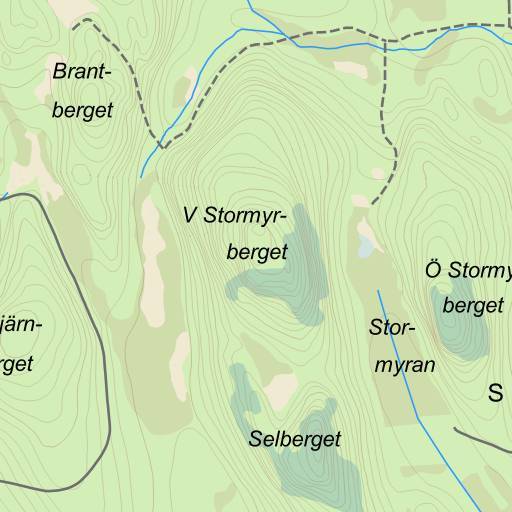 Brant-
berget
V Stormyr-
berget
Ö Stormy
berget
järn-
rget
Stor-
myran
S
Selberget